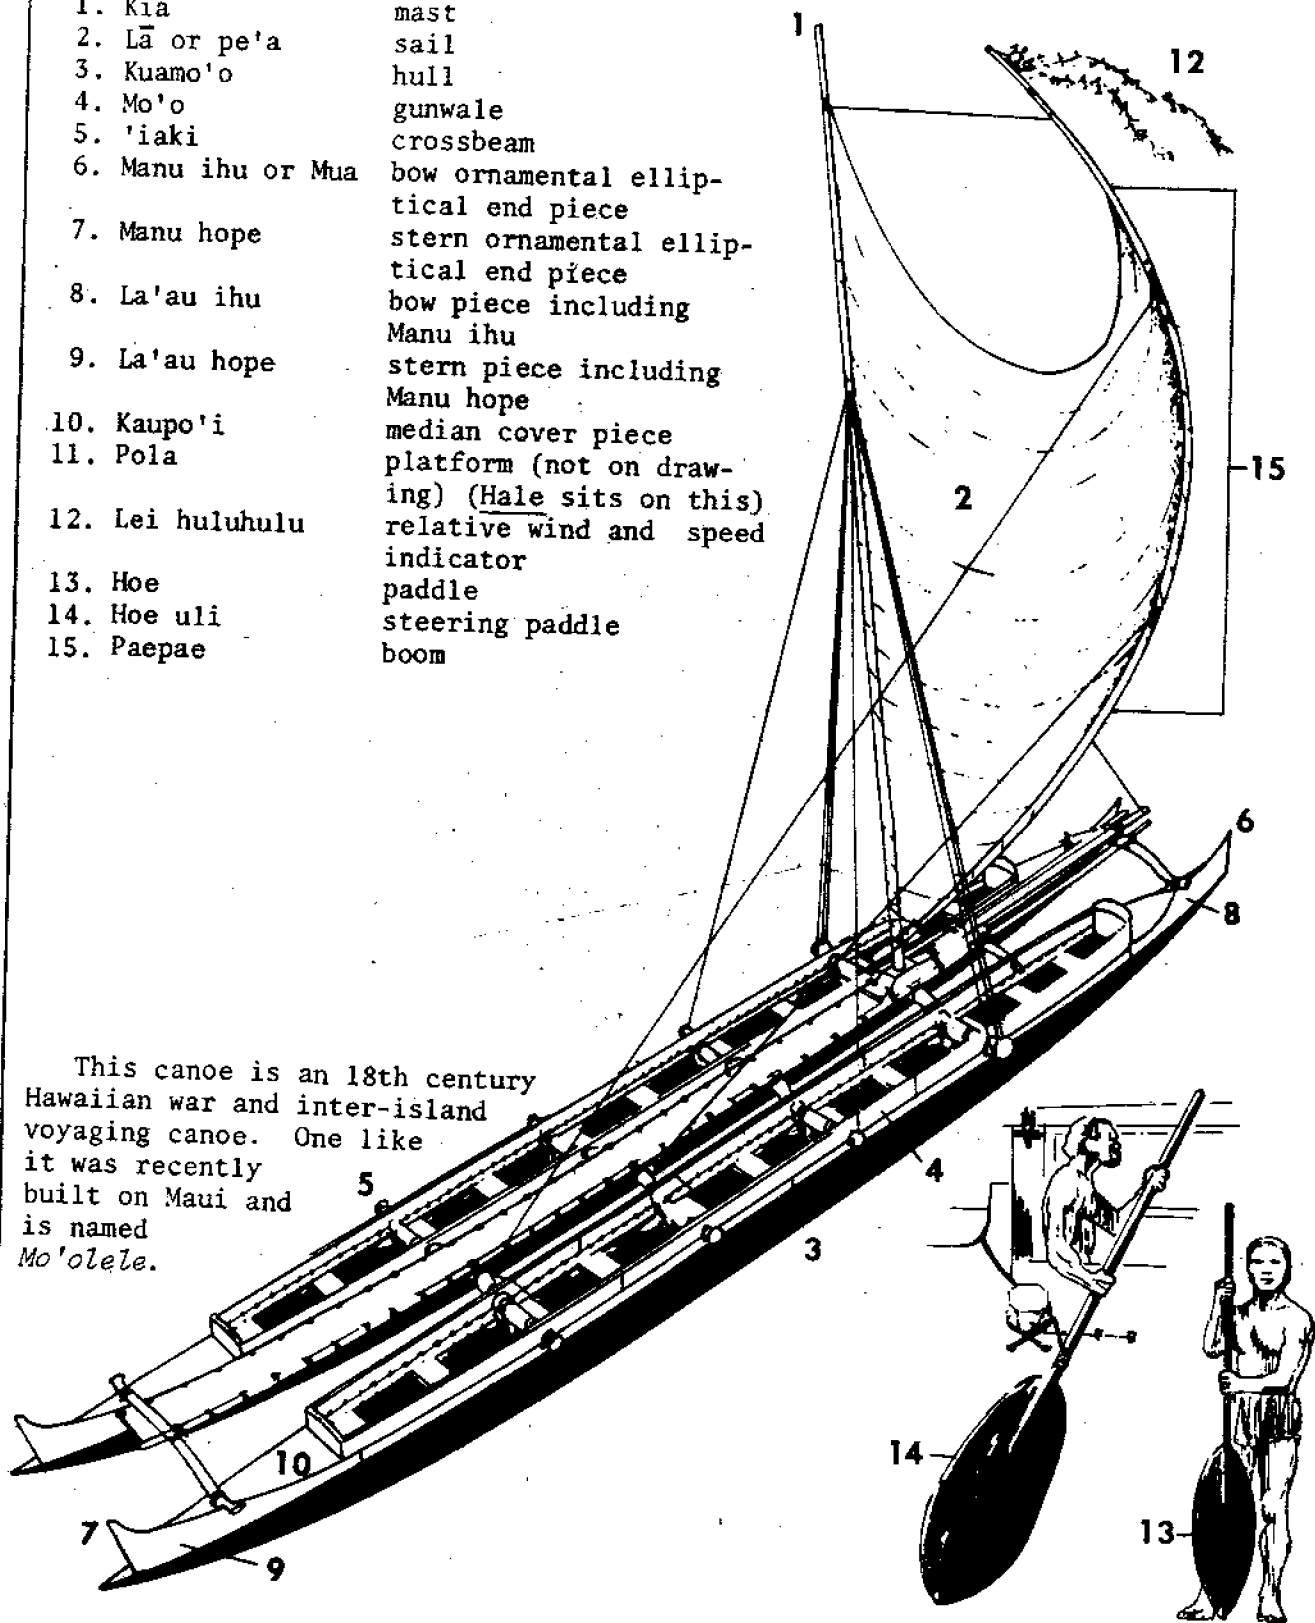 1. Kia mast
2. Lā or pe'a sail
3. Kuamo'o hull
4. Mo'o gunwale
5. 'iaki crossbeam
6. Manu ihu or Mua bow ornamental ellip-
tical end piece
7. Manu hope stern ornamental ellip-
tical end piece
8. La'au ihu bow piece including
Manu ihu
9. La'au hope stern piece including
Manu hope
10. Kaupo'i median cover piece
11. Pola platform (not on draw-
ing) (Hale sits on this)
12. Lei huluhulu relative wind and speed
indicator
13. Hoe paddle
14. Hoe uli steering paddle
15. Paepae boom
1
12
15
2
6
8
This canoe is an 18th century
Hawaiian war and inter-island
voyaging canoe. One like
it was recently
built on Maui and
is named
Mo'olele.
5
4
3
10
7
9
14
13